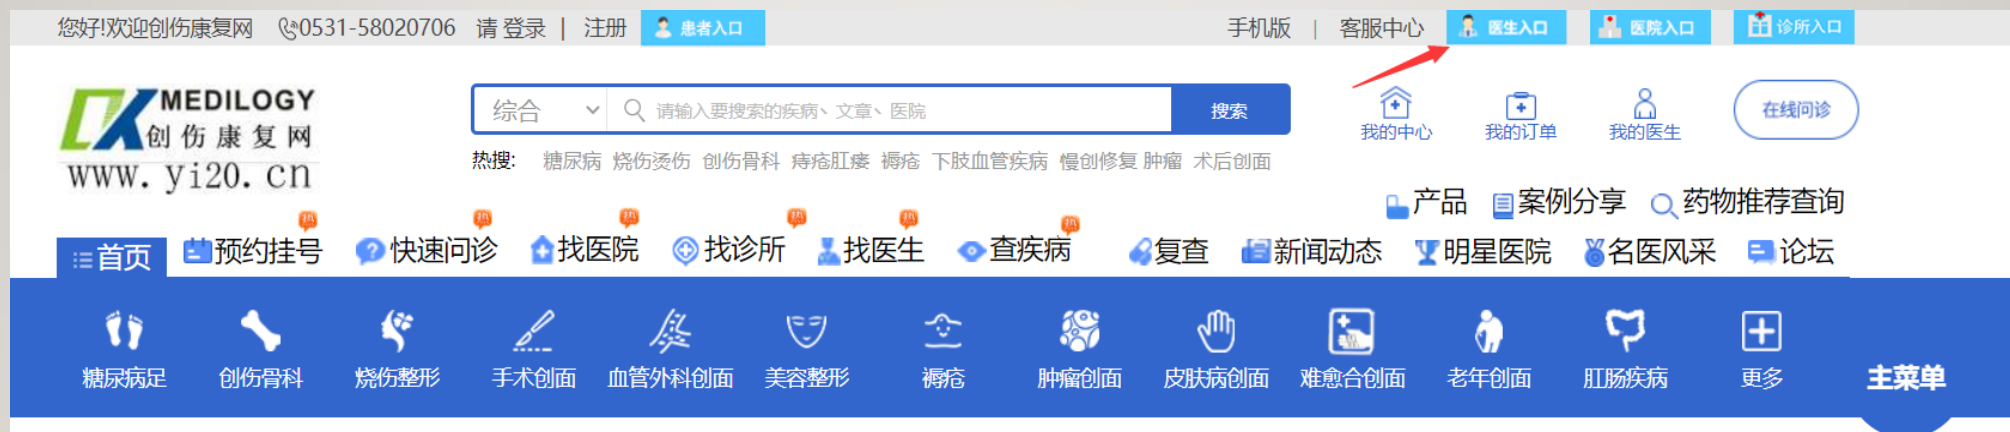 您好!欢迎创伤康复网 0531-58020706 请 登录 | 注册 患者入口 手机版 | 客服中心 医生入口 医院入口 诊所入口
MEDILOGY
创伤康复网
www.yi20.cn
综合 请输入要搜索的疾病、文章、医院 搜索
我的中心 我的订单 我的医生 在线问诊
热搜: 糖尿病 烧伤烫伤 创伤骨科 痔疮肛瘘 褥疮 下肢血管疾病 慢创修复 肿瘤 术后创面
产品 案例分享 药物推荐查询
热 热 热 热 热 热
首页 预约挂号 快速问诊 找医院 找诊所 找医生 查疾病 复查 新闻动态 明星医院 名医风采 论坛
糖尿病足 创伤骨科 烧伤整形 手术创面 血管外科创面 美容整形 褥疮 肿瘤创面 皮肤病创面 难愈合创面 老年创面 肛肠疾病 更多 主菜单